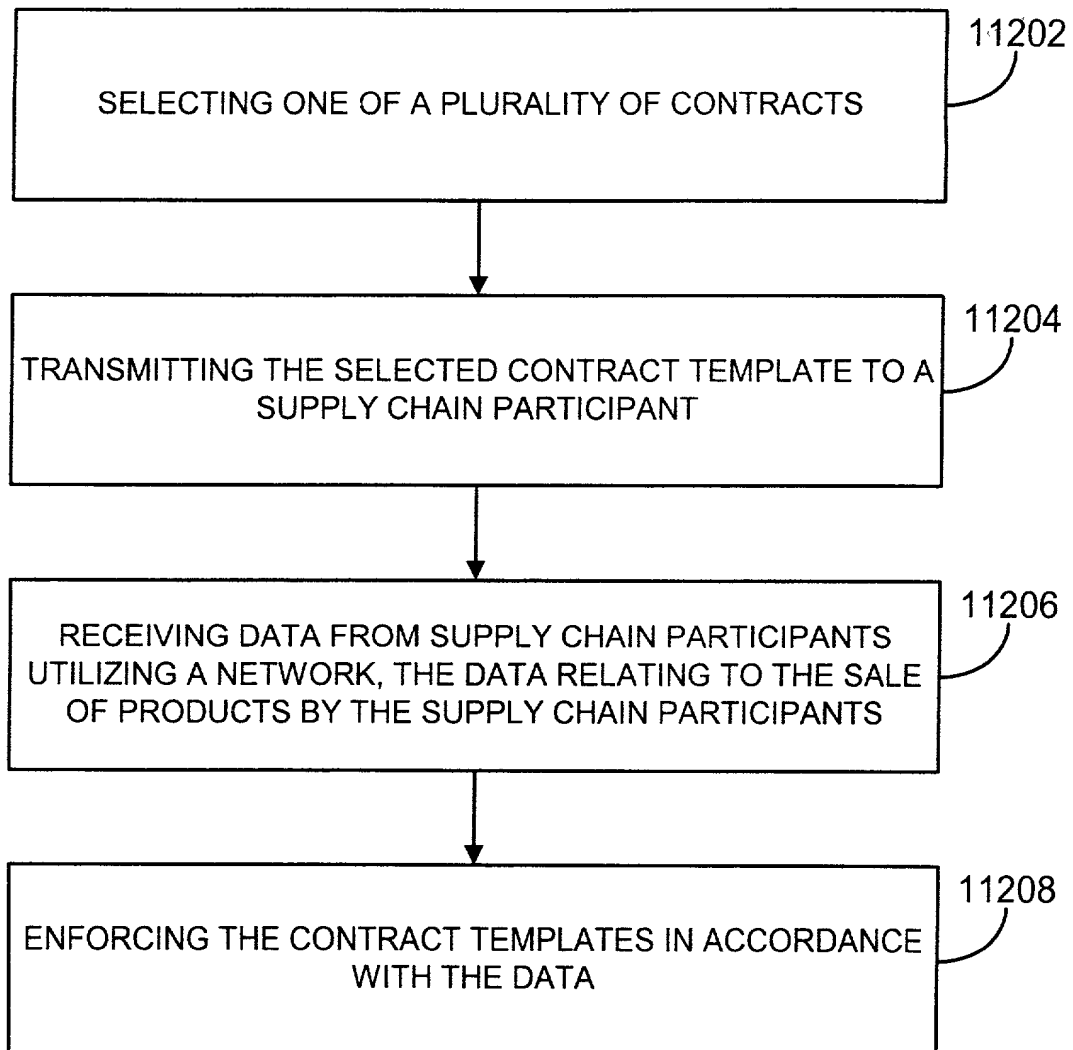 11202
SELECTING ONE OF A PLURALITY OF CONTRACTS
11204
TRANSMITTING THE SELECTED CONTRACT TEMPLATE TO A
SUPPLY CHAIN PARTICIPANT
11206
RECEIVING DATA FROM SUPPLY CHAIN PARTICIPANTS
UTILIZING A NETWORK, THE DATA RELATING TO THE SALE
OF PRODUCTS BY THE SUPPLY CHAIN PARTICIPANTS
11208
ENFORCING THE CONTRACT TEMPLATES IN ACCORDANCE
WITH THE DATA